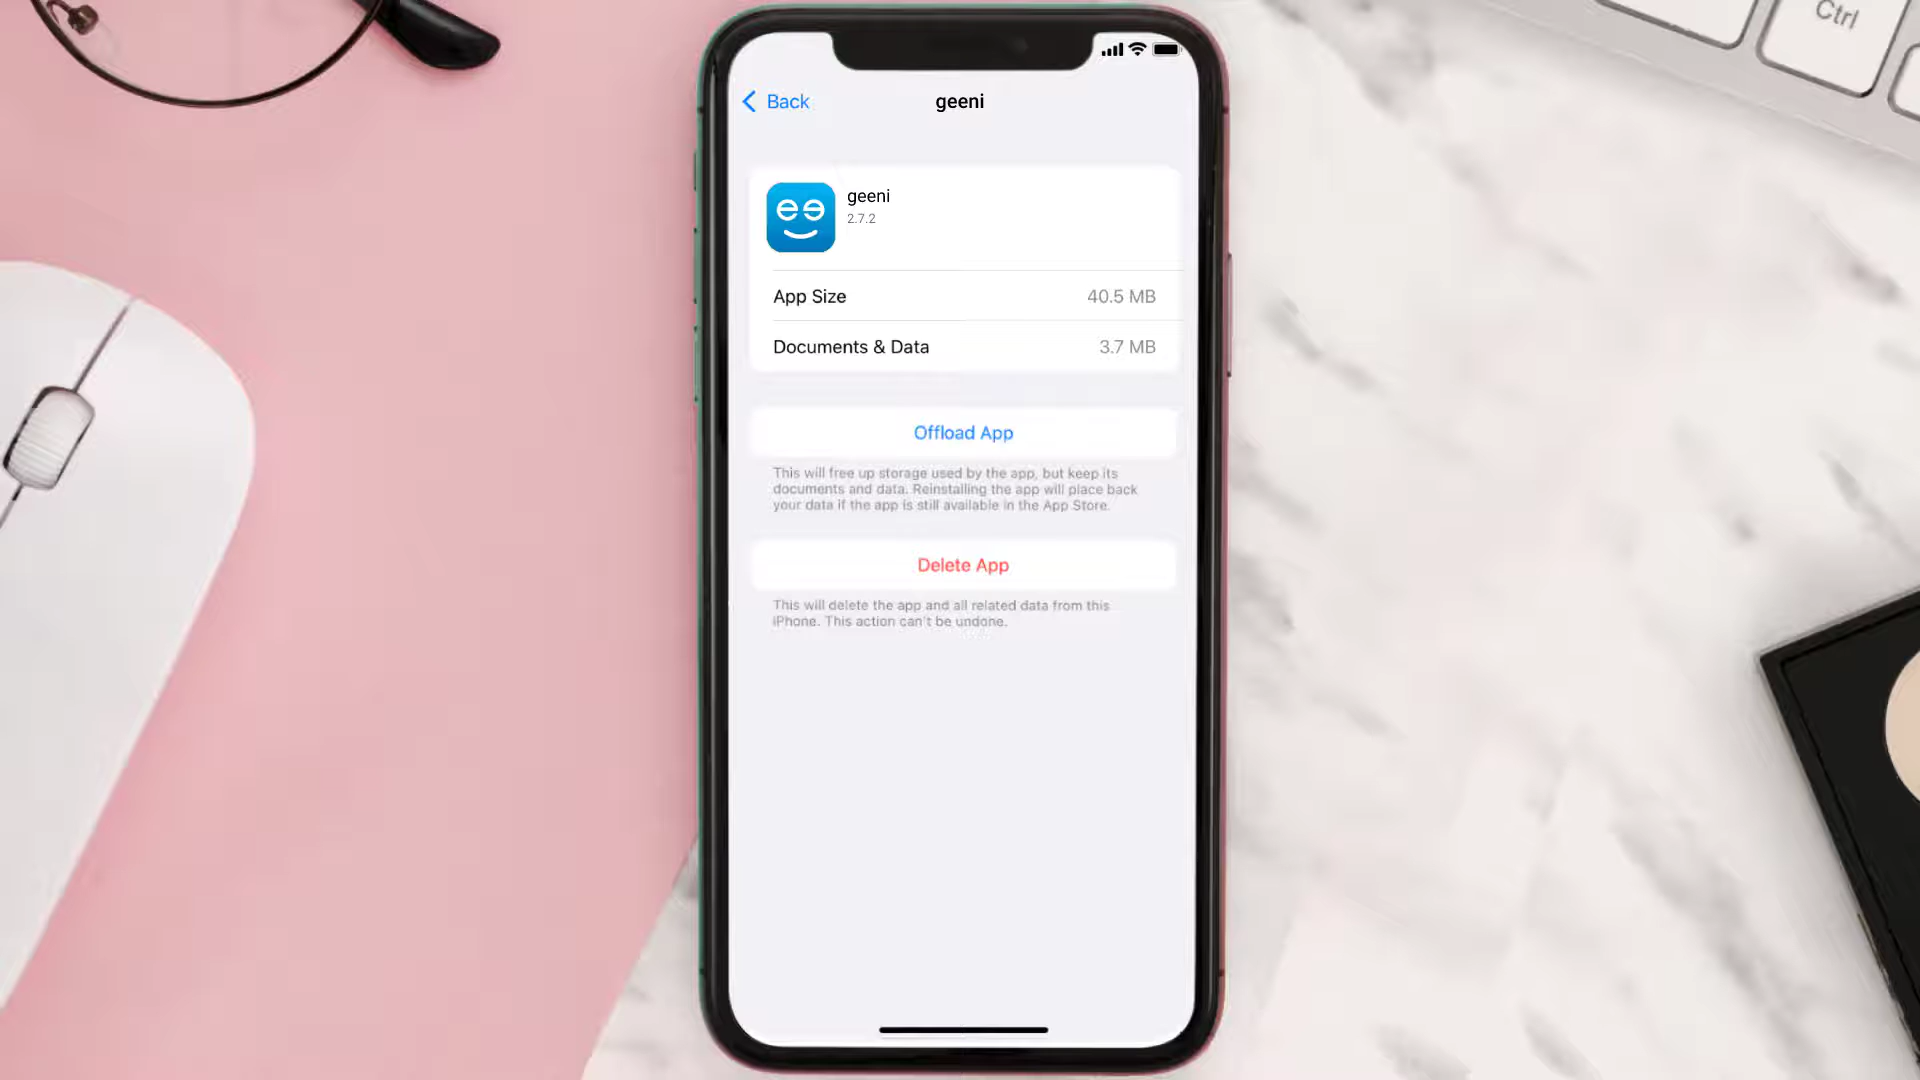 Ctrl
Back
geeni
geeni
2.7.2
App Size
40.5 MB
Documents & Data
3.7 MB
Offload App
This will free up storage used by the app, but keep its
documents and data. Reinstalling the app will place back
your data if the app is still available in the App Store.
Delete App
This will delete the app and all related data from this
iPhone. This action can't be undone.